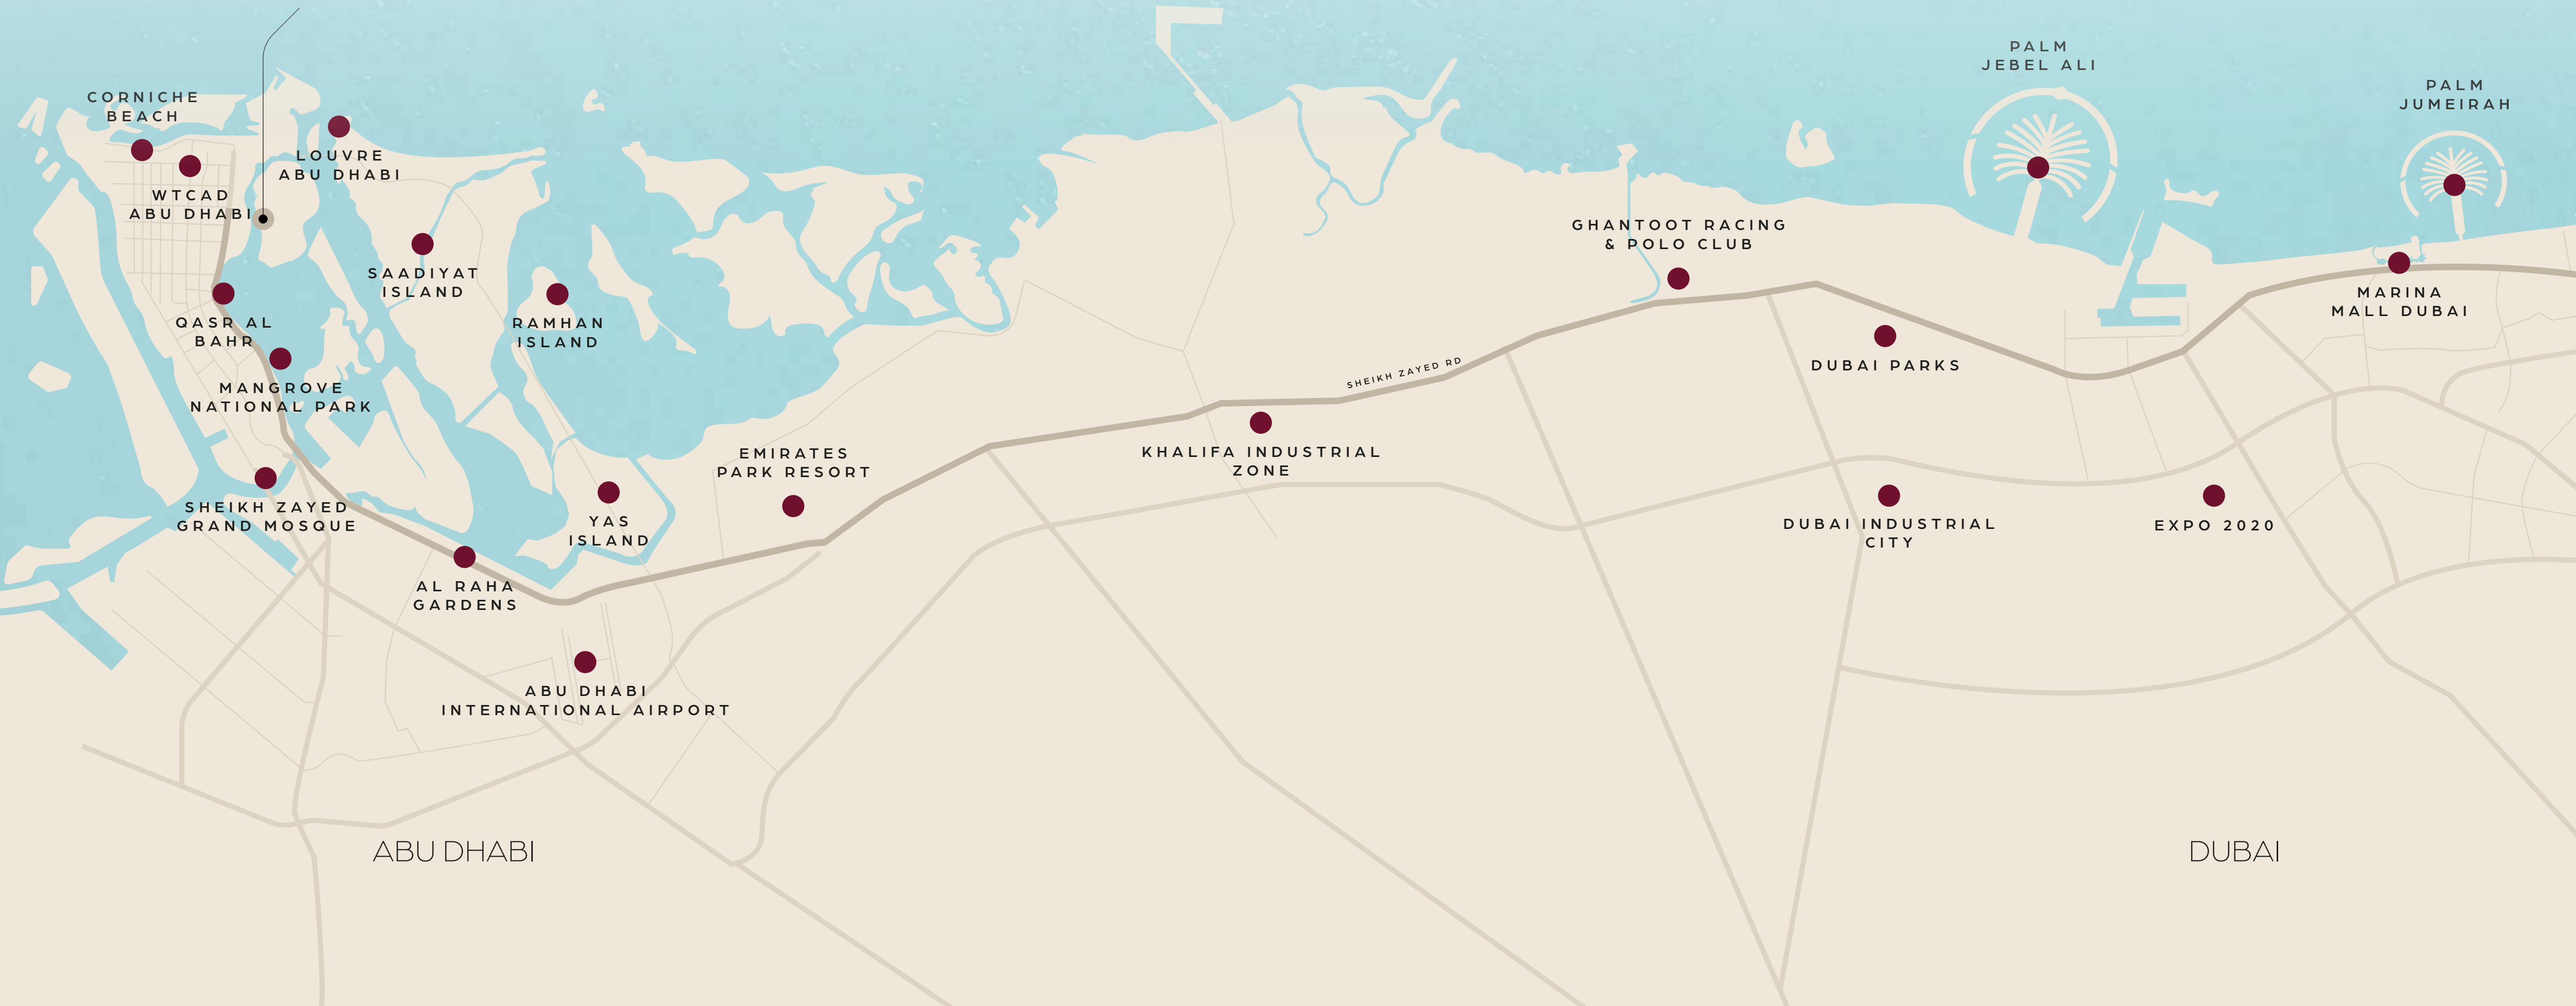 PALM
JEBEL ALI
PALM
JUMEIRAH
CORNICHE
BEACH
LOUVRE
ABU DHABI
WTCAD
ABU DHABI
GHANTOOT RACING
& POLO CLUB
SAADIYAT
ISLAND
MARINA
MALL DUBAI
QASR AL
BAHR
RAMHAN
ISLAND
SHEIKH ZAYED RD
DUBAI PARKS
MANGROVE
NATIONAL PARK
EMIRATES
PARK RESORT
KHALIFA INDUSTRIAL
ZONE
SHEIKH ZAYED
GRAND MOSQUE
YAS
ISLAND
DUBAI INDUSTRIAL
CITY
EXPO 2020
AL RAHA
GARDENS
ABU DHABI
INTERNATIONAL AIRPORT
ABU DHABI
DUBAI